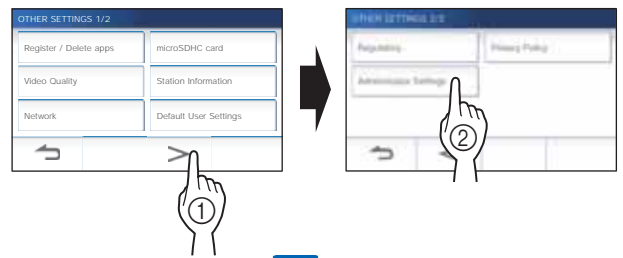 OTHER SETTINGS 1/2
Register / Delete apps
microSDHC card
Video Quality
Station Information
Network
Default User Settings
>
1
OTHER SETTINGS 2/2
Regulatory
Privacy Policy
Administrator Settings
2